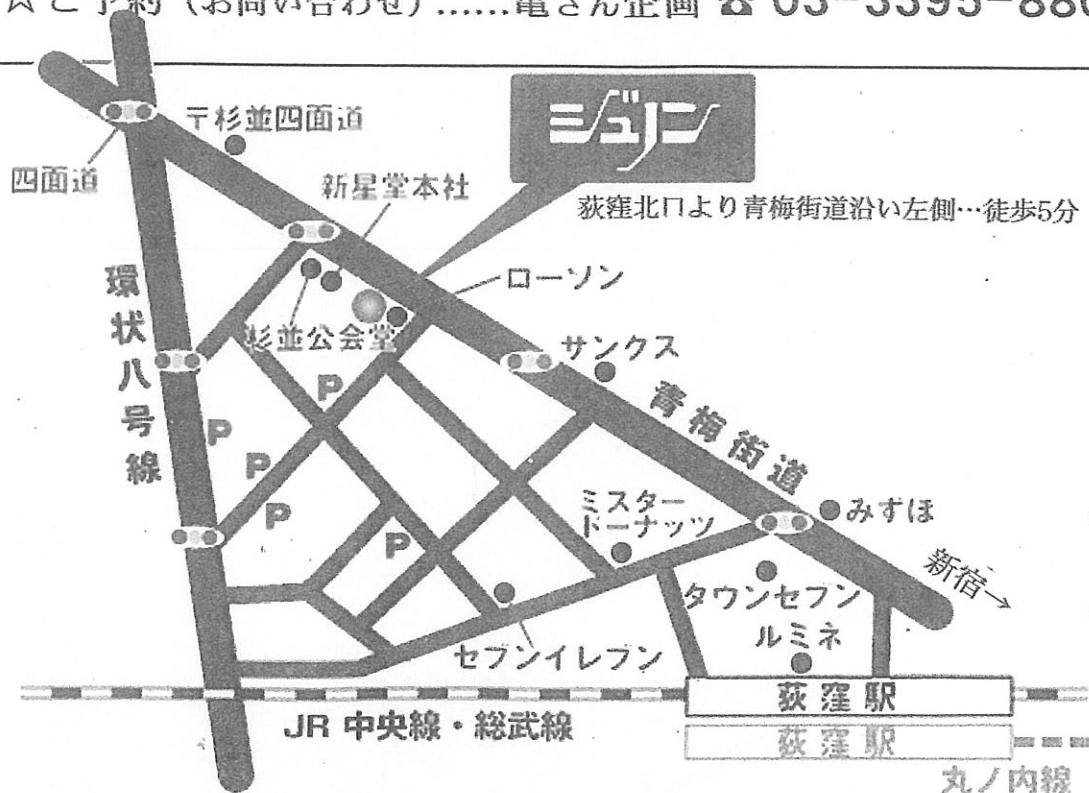 ☆ご予約（お問い合わせ）……亀さん企画 ☎ 03-3395-88
ジュリン
〒杉並四面道
四面道
新星堂本社
荻窪北口より青梅街道沿い左側…徒歩5分
ローソン
環状八号線
杉並公会堂
サンクス
P
青梅街道
P
P
P
P
ミスター
ドーナッツ
みずほ
新宿→
タウンセブン
ルミネ
セブンイレブン
荻窪駅
JR 中央線・総武線
荻窪駅
丸ノ内線